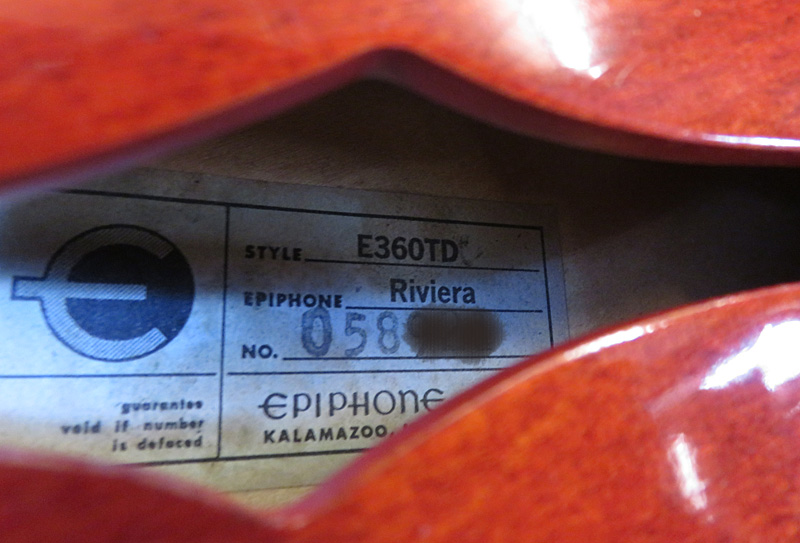 STYLE E360TD
EPIPHONE Riviera
NO. 058
guarantee
void if number
is defaced
EPIPHONE
KALAMAZOO,